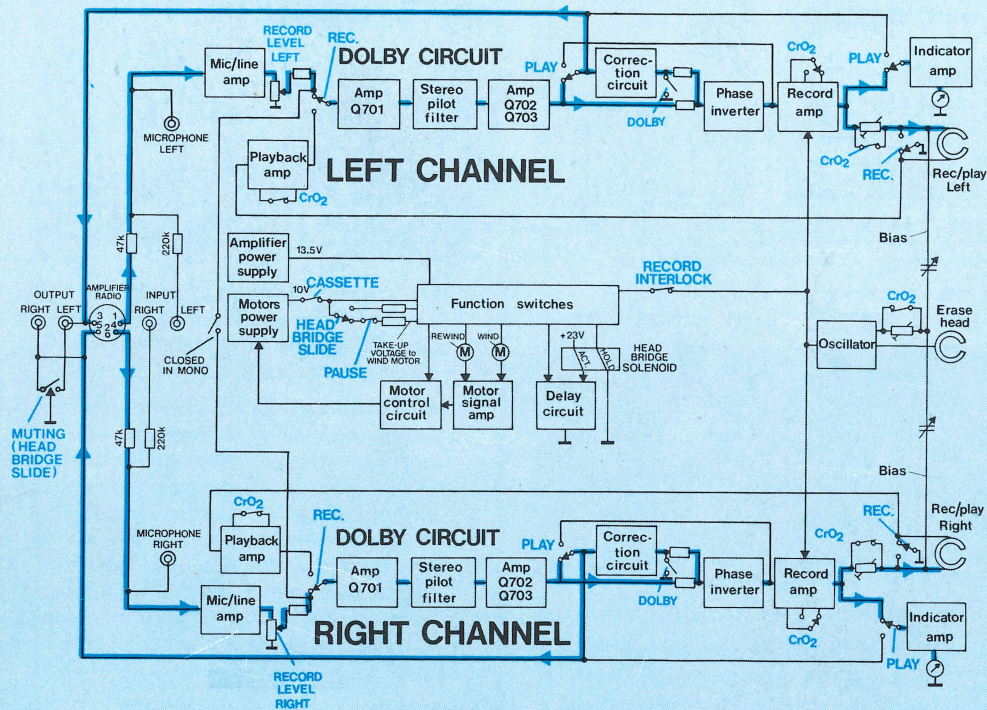 RECORD
LEVEL
LEFT
REC.
DOLBY CIRCUIT
Mic/line
amp
Amp
Q701
Stereo
pilot
filter
Amp
Q702
Q703
PLAY
Correc-
tion
circuit
DOLBY
Phase
inverter
CrO2
Record
amp
PLAY
Indicator
amp
MICROPHONE
LEFT
Playback
amp
CrO2
LEFT CHANNEL
CrO2
REC.
Rec/play
Left
47k
220k
Bias
Amplifier
power
supply
13.5V
Motors
power
supply
10V
CASSETTE
HEAD
BRIDGE
SLIDE
PAUSE
TAKE-UP
VOLTAGE to
WIND MOTOR
Function switches
RECORD
INTERLOCK
REWIND
M
WIND
M
+23V
ACT.
HOLD
HEAD
BRIDGE
SOLENOID
Motor
control
circuit
Motor
signal
amp
Delay
circuit
CrO2
Oscillator
Erase
head
OUTPUT
RIGHT
LEFT
AMPLIFIER
RADIO
3
1
5
2
4
INPUT
RIGHT
LEFT
CLOSED
IN MONO
MUTING
(HEAD
BRIDGE
SLIDE)
47k
220k
Bias
MICROPHONE
RIGHT
CrO2
Playback
amp
REC.
DOLBY CIRCUIT
Mic/line
amp
Amp
Q701
Stereo
pilot
filter
Amp
Q702
Q703
PLAY
Correc-
tion
circuit
DOLBY
Phase
inverter
Record
amp
CrO2
CrO2
REC.
Rec/play
Right
RIGHT CHANNEL
RECORD
LEVEL
RIGHT
PLAY
Indicator
amp